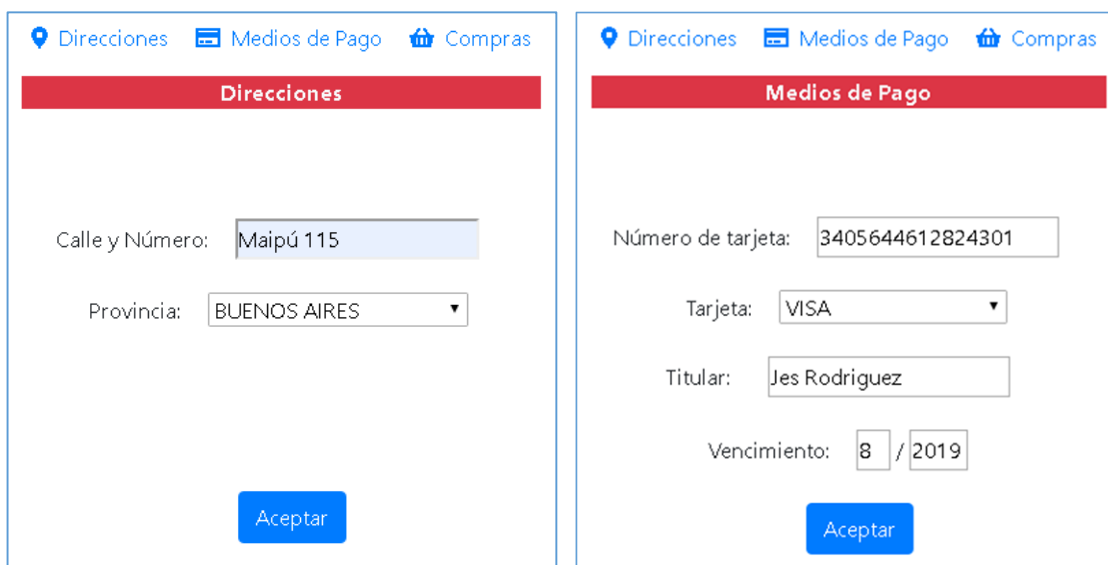 Direcciones Medios de Pago Compras
Direcciones
Calle y Número: Maipú 115
Provincia: BUENOS AIRES
Aceptar
Direcciones Medios de Pago Compras
Medios de Pago
Número de tarjeta: 3405644612824301
Tarjeta: VISA
Titular: Jes Rodriguez
Vencimiento: 8 / 2019
Aceptar